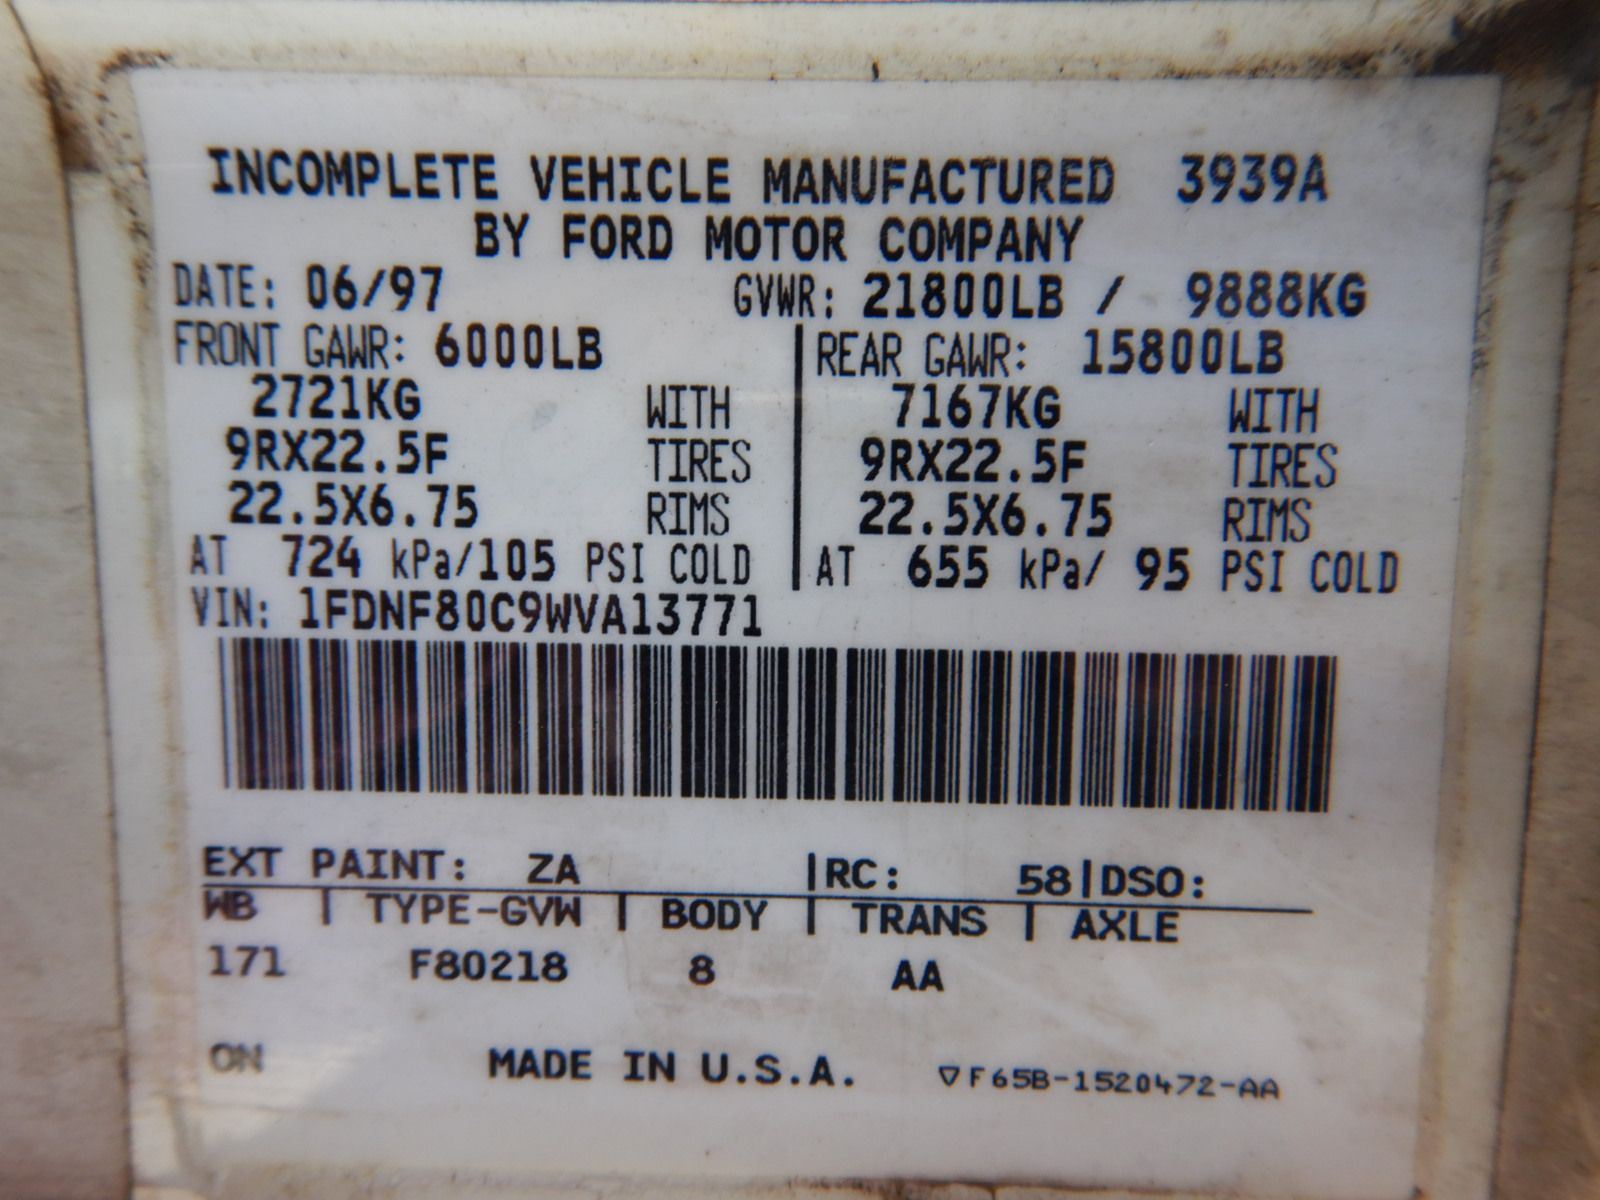 INCOMPLETE VEHICLE MANUFACTURED 3939A
BY FORD MOTOR COMPANY
DATE: 06/97 GVWR: 21800LB / 9888KG
FRONT GAWR: 6000LB REAR GAWR: 15800LB
2721KG WITH 7167KG WITH
9RX22.5F TIRES 9RX22.5F TIRES
22.5X6.75 RIMS 22.5X6.75 RIMS
AT 724 kPa/105 PSI COLD AT 655 kPa/ 95 PSI COLD
VIN: 1FDNF80C9WVA13771
EXT PAINT: ZA |RC: 58|DSO:
WB | TYPE-GVW | BODY | TRANS | AXLE
171 F80218 8 AA
ON MADE IN U.S.A. ▽F65B-1520472-AA